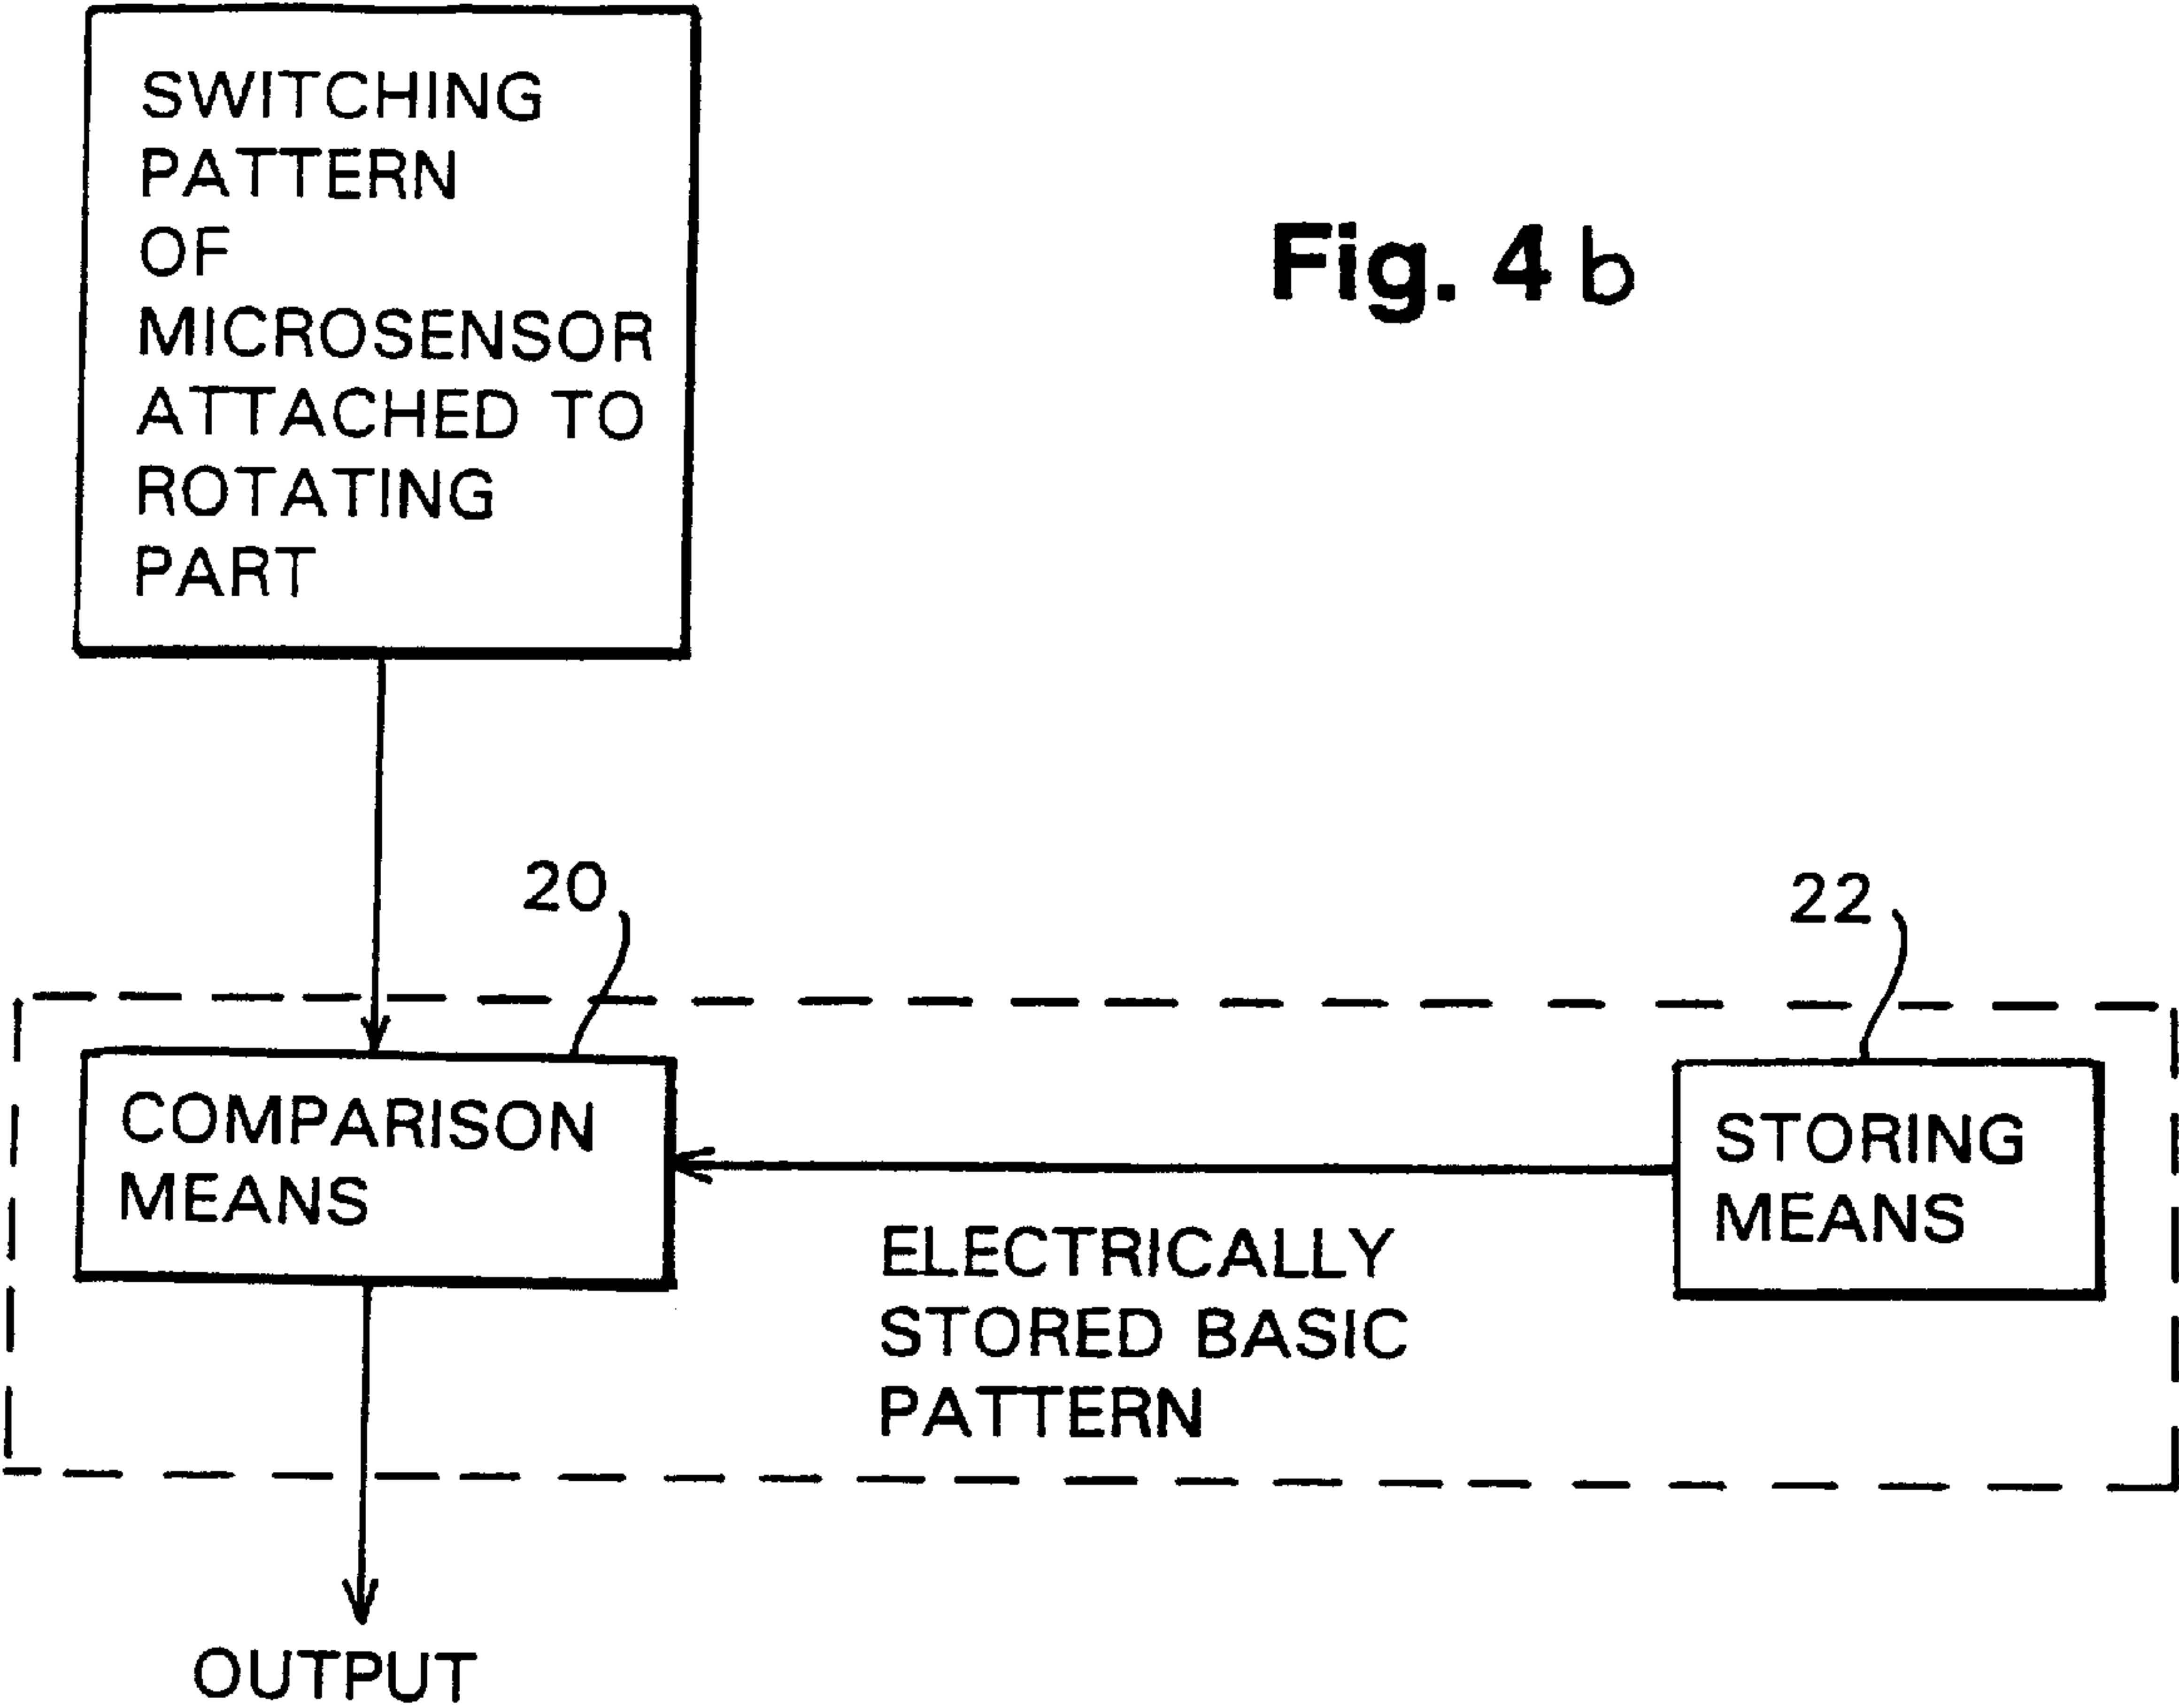 SWITCHING
PATTERN
OF
MICROSENSOR
ATTACHED TO
ROTATING
PART
Fig. 4 b
20
22
COMPARISON
MEANS
STORING
MEANS
ELECTRICALLY
STORED BASIC
PATTERN
OUTPUT